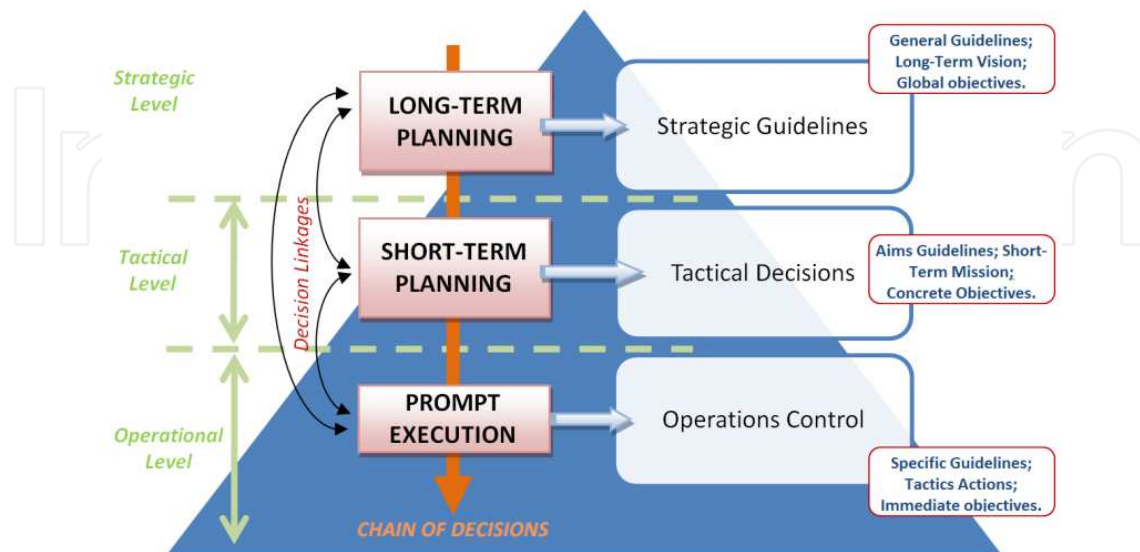 Strategic
Level
LONG-TERM
PLANNING
Strategic Guidelines
General Guidelines;
Long-Term Vision;
Global objectives.
Decision Linkages
Tactical
Level
SHORT-TERM
PLANNING
Tactical Decisions
Aims Guidelines; Short-
Term Mission;
Concrete Objectives.
Operational
Level
PROMPT
EXECUTION
Operations Control
Specific Guidelines;
Tactics Actions;
Immediate objectives.
CHAIN OF DECISIONS